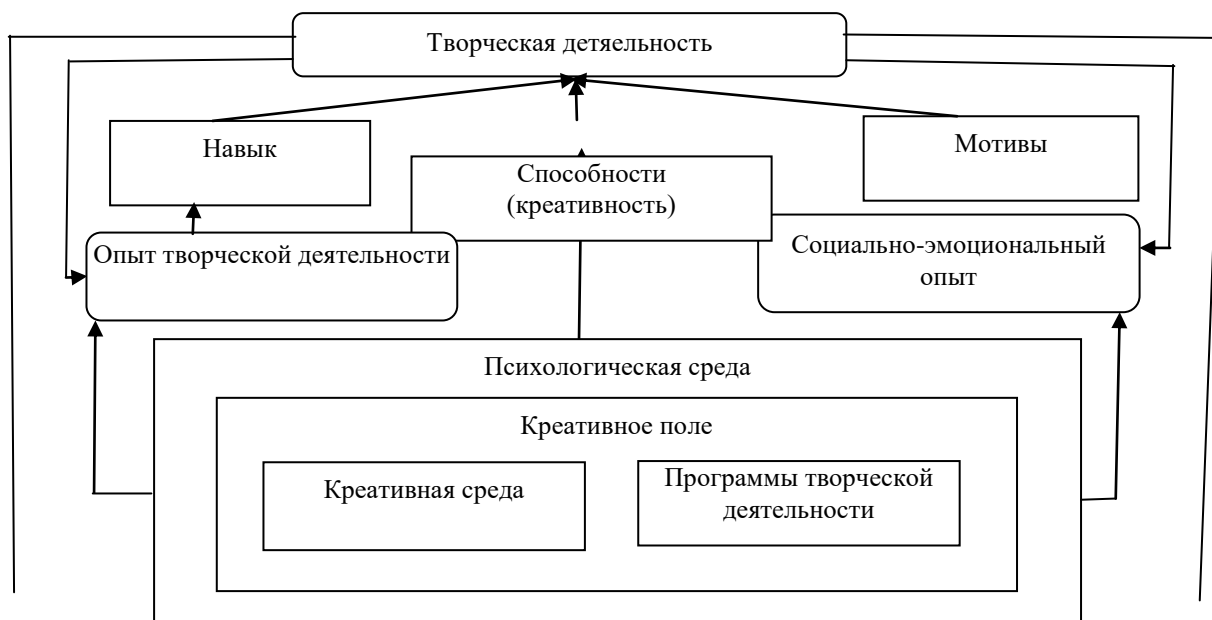 Творческая детяельность
Навык
Мотивы
Способности
(креативность)
Опыт творческой деятельности
Социально-эмоциональный
опыт
Психологическая среда
Креативное поле
Креативная среда
Программы творческой
деятельности